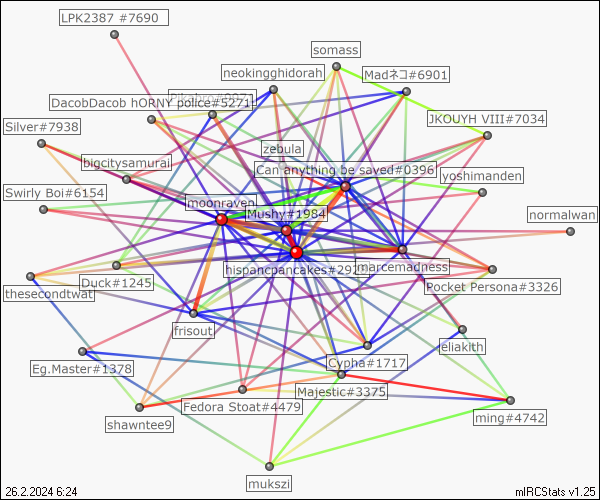 LPK2387 #7690
somass
neokingghidorah
Madネコ#6901
DacobDacob hORNY police#5271
JKOUYH VIII#7034
Silver#7938
zebula
bigcitysamurai
Can anything be saved#0396
yoshimanden
Swirly Boi#6154
moonraven
Mushy#1984
normalwan
hispancpancakes#292
marcemadness
Duck#1245
Pocket Persona#3326
thesecondtwat
frisout
eliakith
Cypha#1717
Eg.Master#1378
Majestic#3375
Fedora Stoat#4479
ming#4742
shawntee9
mukszi
26.2.2024 6:24
mIRCStats v1.25